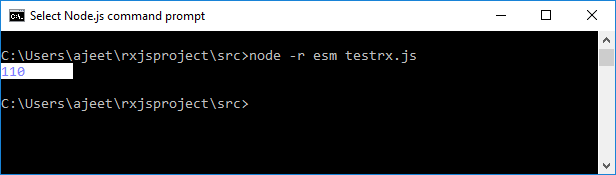 Select Node.js command prompt
C:\Users\ajeet\rxjsproject\src>node -r esm testrx.js
110
C:\Users\ajeet\rxjsproject\src>